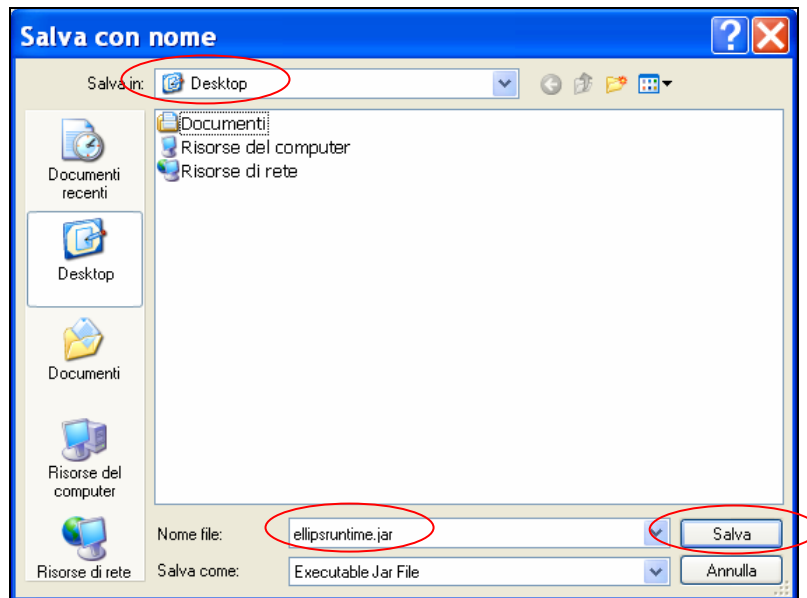 Salva con nome
Salva in: Desktop
Documenti
Risorse del computer
Risorse di rete
Documenti
recenti
Desktop
Documenti
Risorse del
computer
Risorse di rete
Nome file: ellipsruntime.jar Salva
Salva come: Executable Jar File Annulla